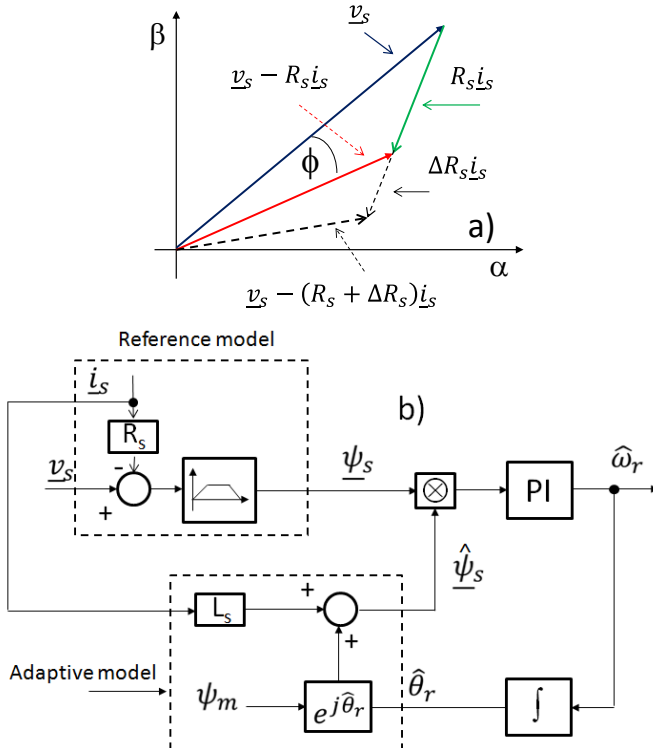 β
v_s
v_s − R_s i_s
R_s i_s
ϕ
ΔR_s i_s
a)
α
v_s − (R_s + ΔR_s)i_s
Reference model
i_s
b)
R_s
-
v_s
+
ψ_s
⊗
PI
ω̂_r
ψ̂_s
L_s
+
+
Adaptive model
ψ_m
e^{jθ̂_r}
θ̂_r
∫